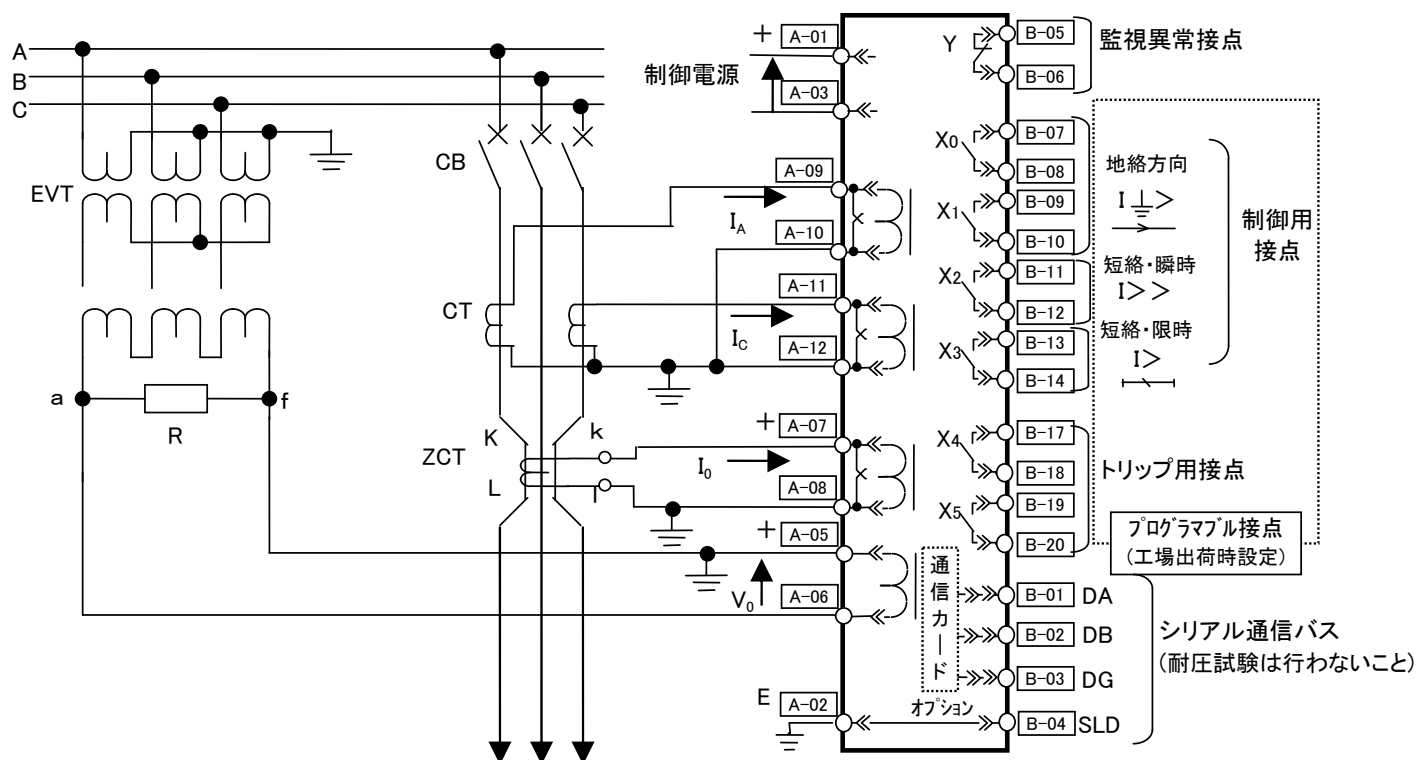 A
B
C
EVT
a
f
R
CB
CT
ZCT
K
L
k
l
制御電源
+ A-01
A-03
A-09
I_A
A-10
A-11
I_C
A-12
+ A-07
I_0
A-08
+ A-05
V_0
A-06
E
A-02
通信カード
オプション
Y
B-05
B-06
監視異常接点
X0
B-07
B-08
X1
B-09
B-10
X2
B-11
B-12
X3
B-13
B-14
地絡方向
I ⏚ >
短絡・瞬時
I>>
短絡・限時
I>
制御用
接点
X4
B-17
B-18
X5
B-19
B-20
トリップ用接点
プログラマブル接点
(工場出荷時設定)
B-01 DA
B-02 DB
B-03 DG
B-04 SLD
シリアル通信バス
(耐圧試験は行わないこと)